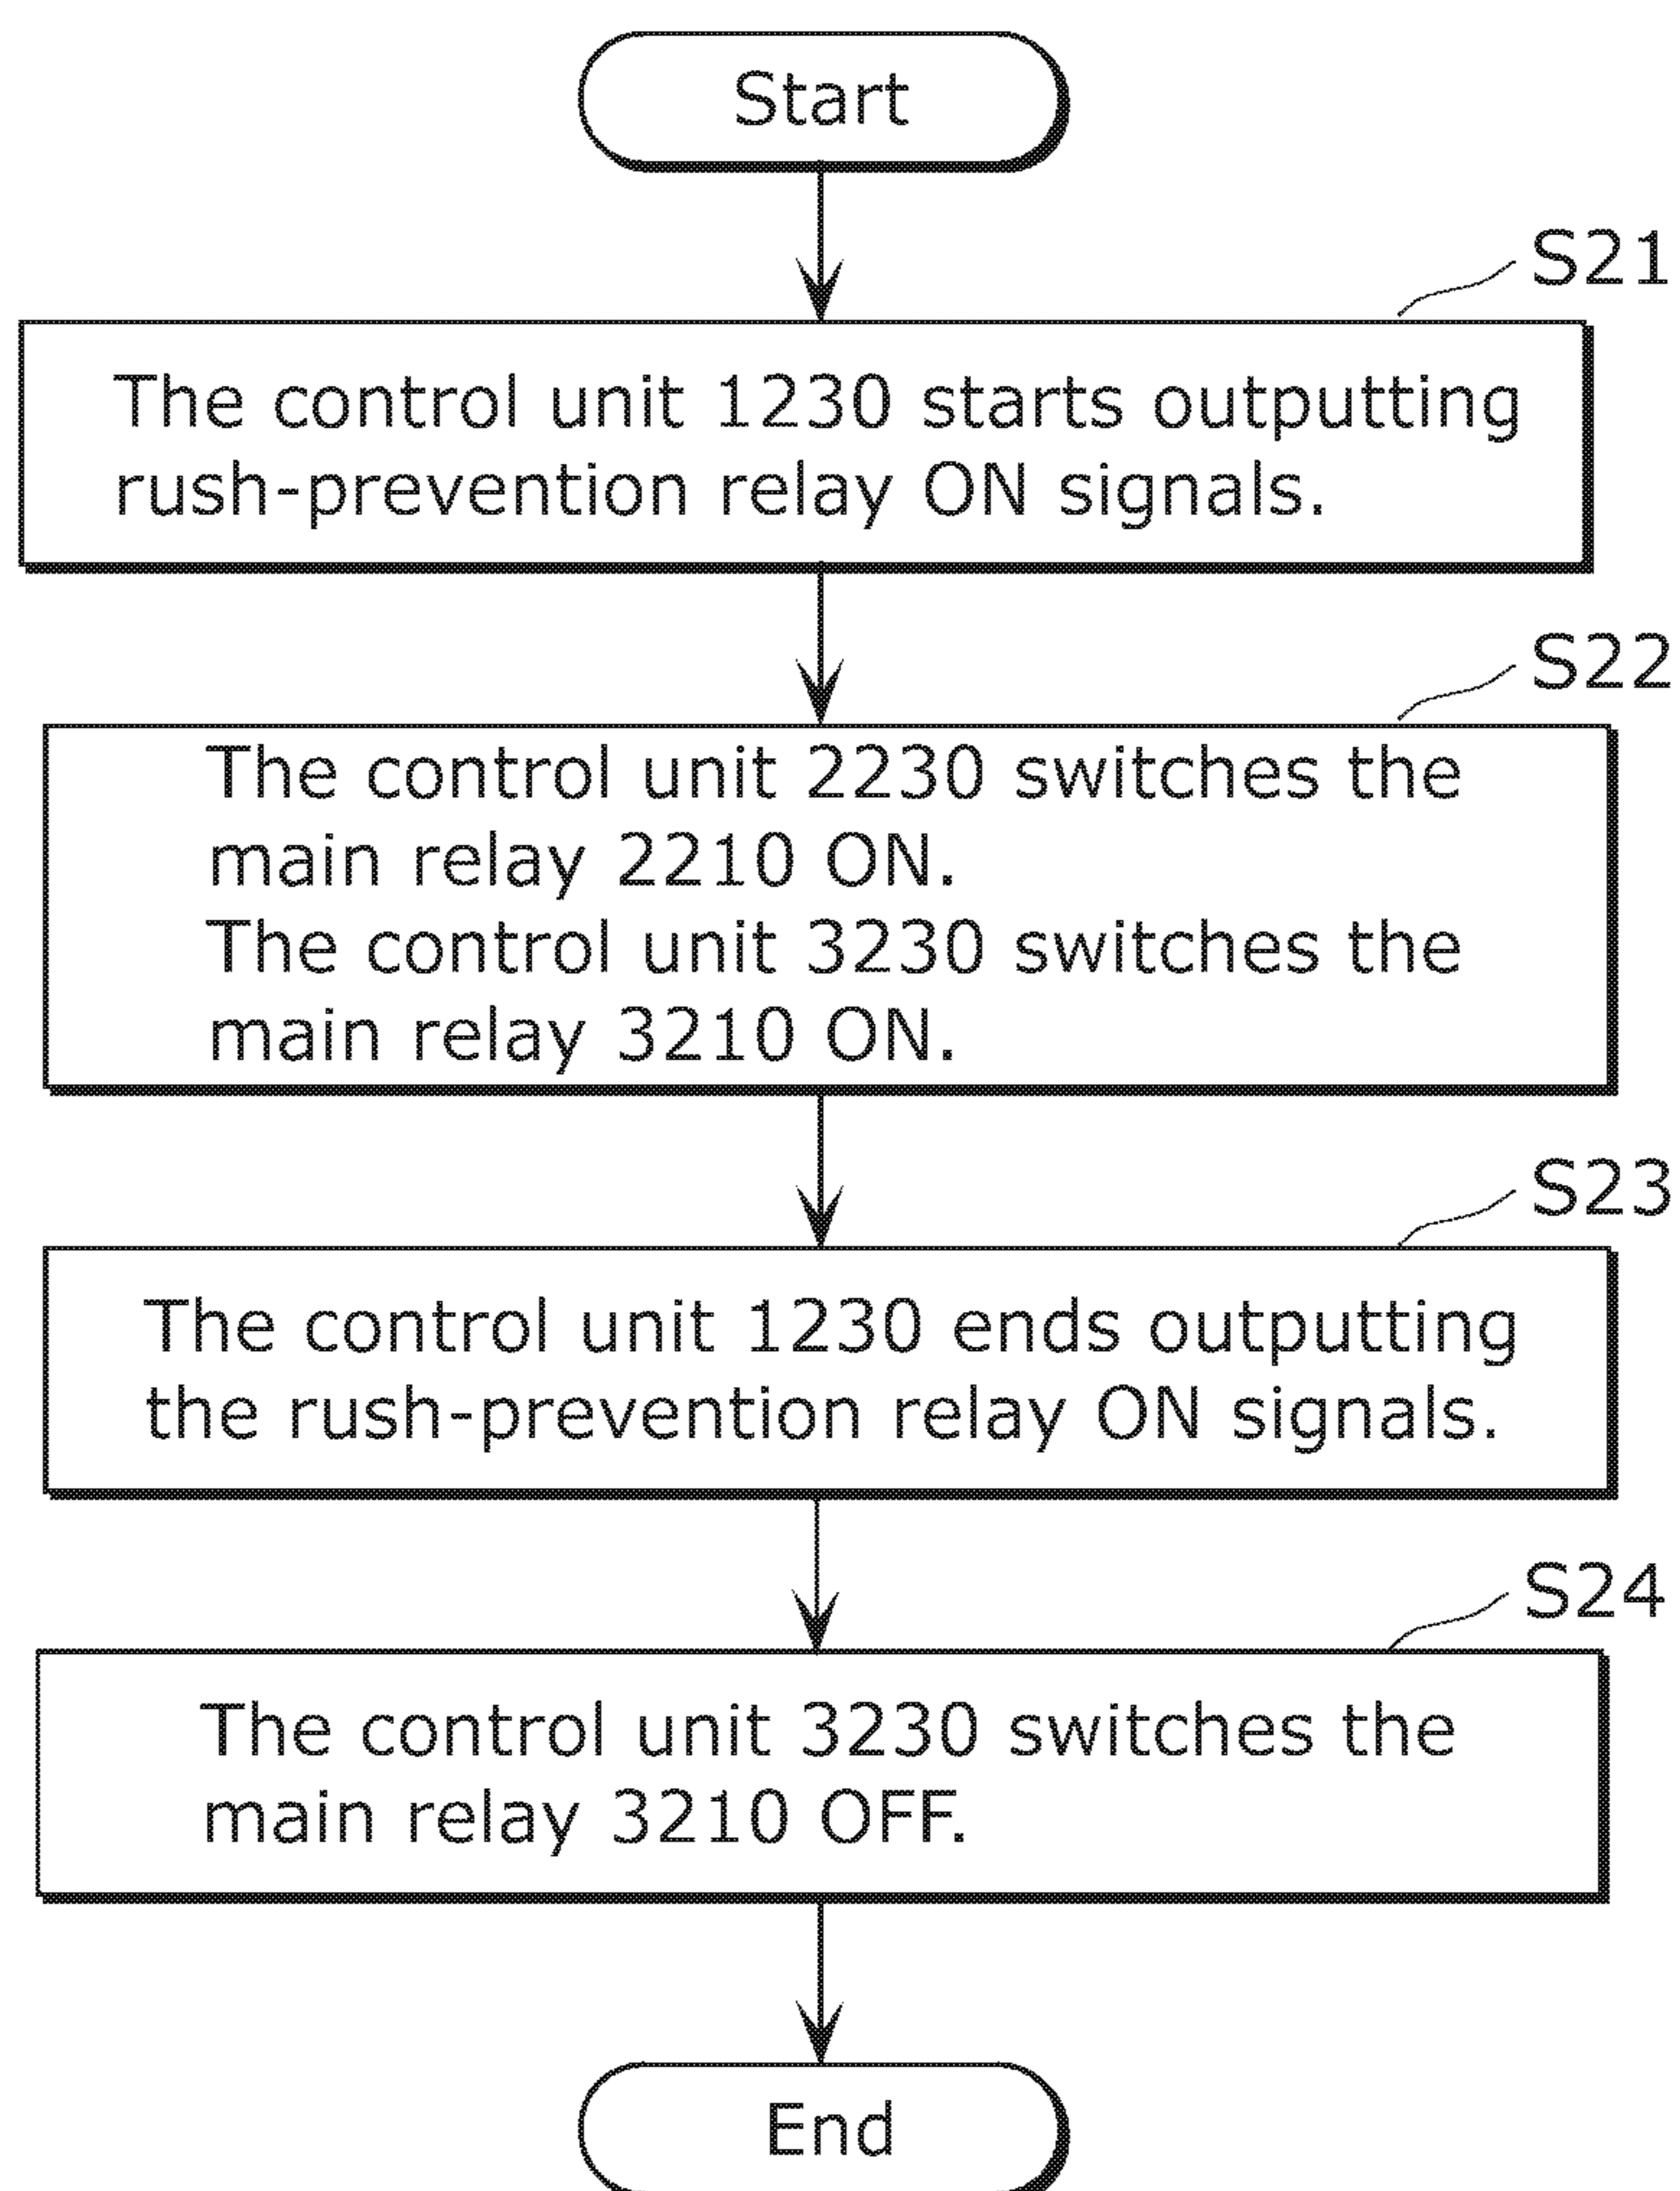 Start
S21
The control unit 1230 starts outputting
rush-prevention relay ON signals.
S22
The control unit 2230 switches the
main relay 2210 ON.
The control unit 3230 switches the
main relay 3210 ON.
S23
The control unit 1230 ends outputting
the rush-prevention relay ON signals.
S24
The control unit 3230 switches the
main relay 3210 OFF.
End